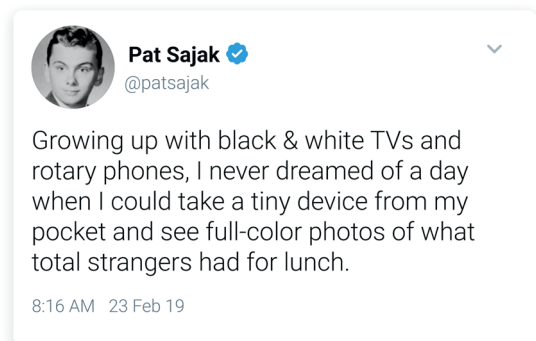 Pat Sajak
@patsajak
Growing up with black & white TVs and
rotary phones, I never dreamed of a day
when I could take a tiny device from my
pocket and see full-color photos of what
total strangers had for lunch.
8:16 AM 23 Feb 19